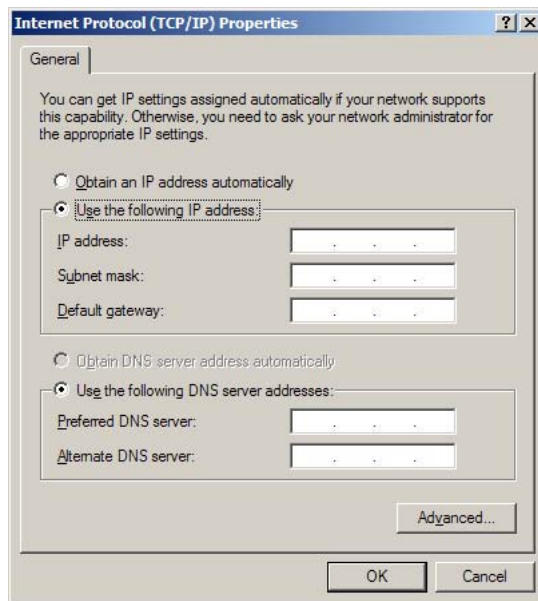 Internet Protocol (TCP/IP) Properties
General
You can get IP settings assigned automatically if your network supports
this capability. Otherwise, you need to ask your network administrator for
the appropriate IP settings.
Obtain an IP address automatically
Use the following IP address:
IP address:
Subnet mask:
Default gateway:
Obtain DNS server address automatically
Use the following DNS server addresses:
Preferred DNS server:
Alternate DNS server:
Advanced...
OK Cancel